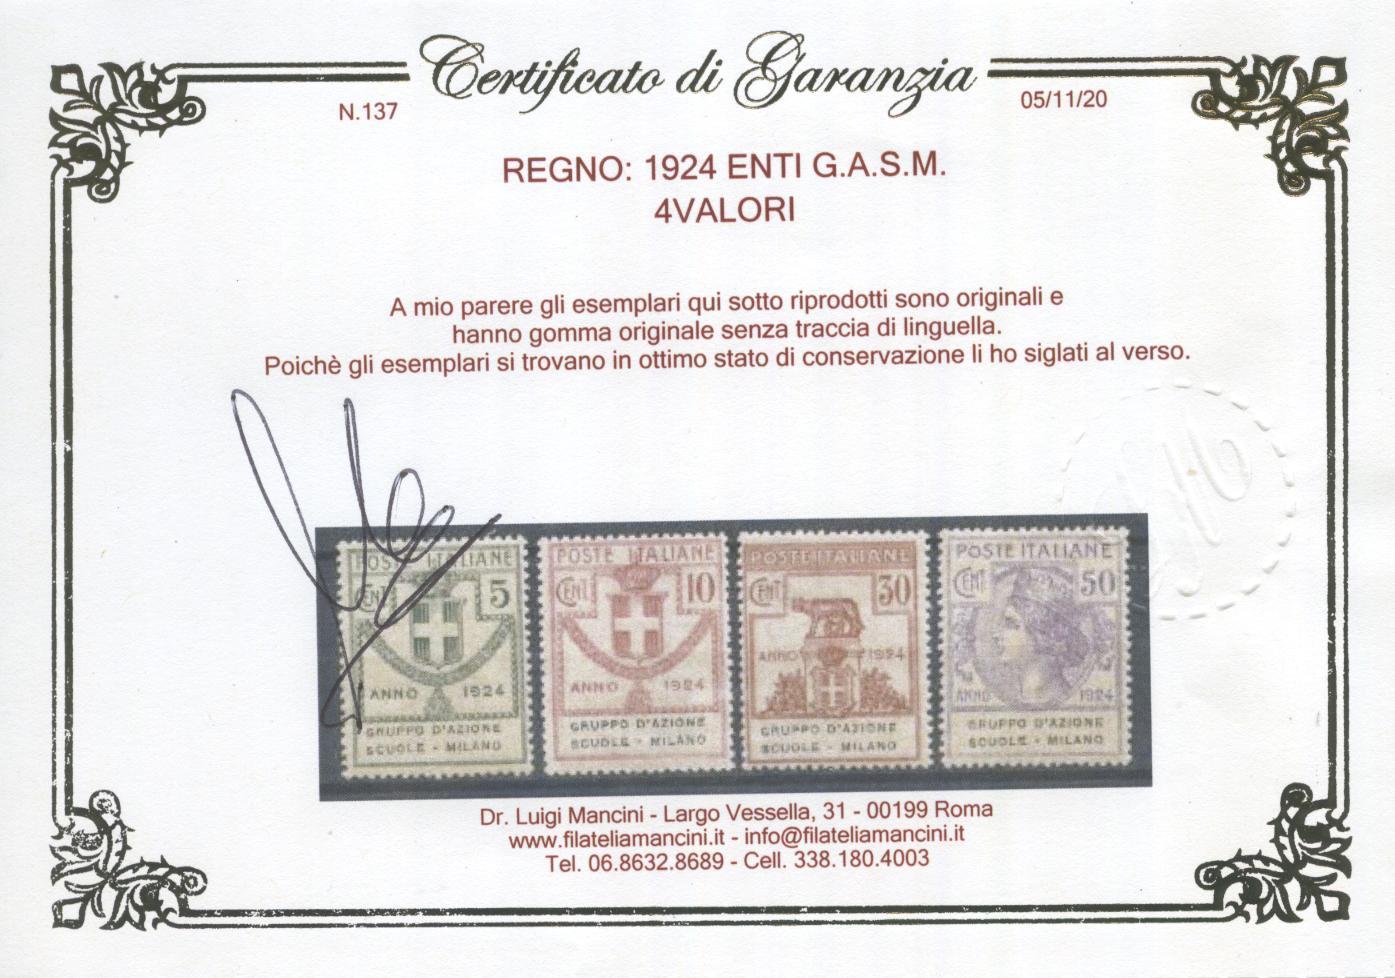 Certificato di Garanzia
N.137
05/11/20
REGNO: 1924 ENTI G.A.S.M.
4VALORI
A mio parere gli esemplari qui sotto riprodotti sono originali e
hanno gomma originale senza traccia di linguella.
Poichè gli esemplari si trovano in ottimo stato di conservazione li ho siglati al verso.
POSTE ITALIANE
CENT 5
ANNO 1924
GRUPPO D'AZIONE
SCUOLE - MILANO
POSTE ITALIANE
CENT 10
ANNO 1924
GRUPPO D'AZIONE
SCUOLE - MILANO
POSTE ITALIANE
CENT 30
ANNO 1924
GRUPPO D'AZIONE
SCUOLE - MILANO
POSTE ITALIANE
CENT 50
ANNO 1924
GRUPPO D'AZIONE
SCUOLE - MILANO
Dr. Luigi Mancini - Largo Vessella, 31 - 00199 Roma
www.filateliamancini.it - info@filateliamancini.it
Tel. 06.8632.8689 - Cell. 338.180.4003